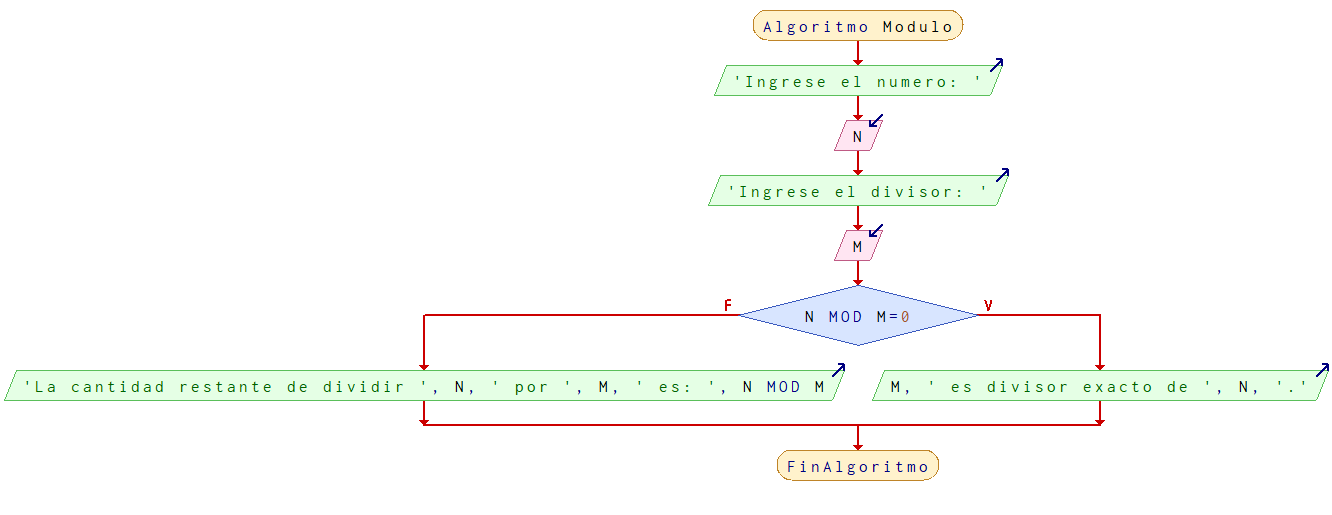 Algoritmo Modulo
'Ingrese el numero: '
N
'Ingrese el divisor: '
M
N MOD M=0
F
V
'La cantidad restante de dividir ', N, ' por ', M, ' es: ', N MOD M
M, ' es divisor exacto de ', N, '.'
FinAlgoritmo